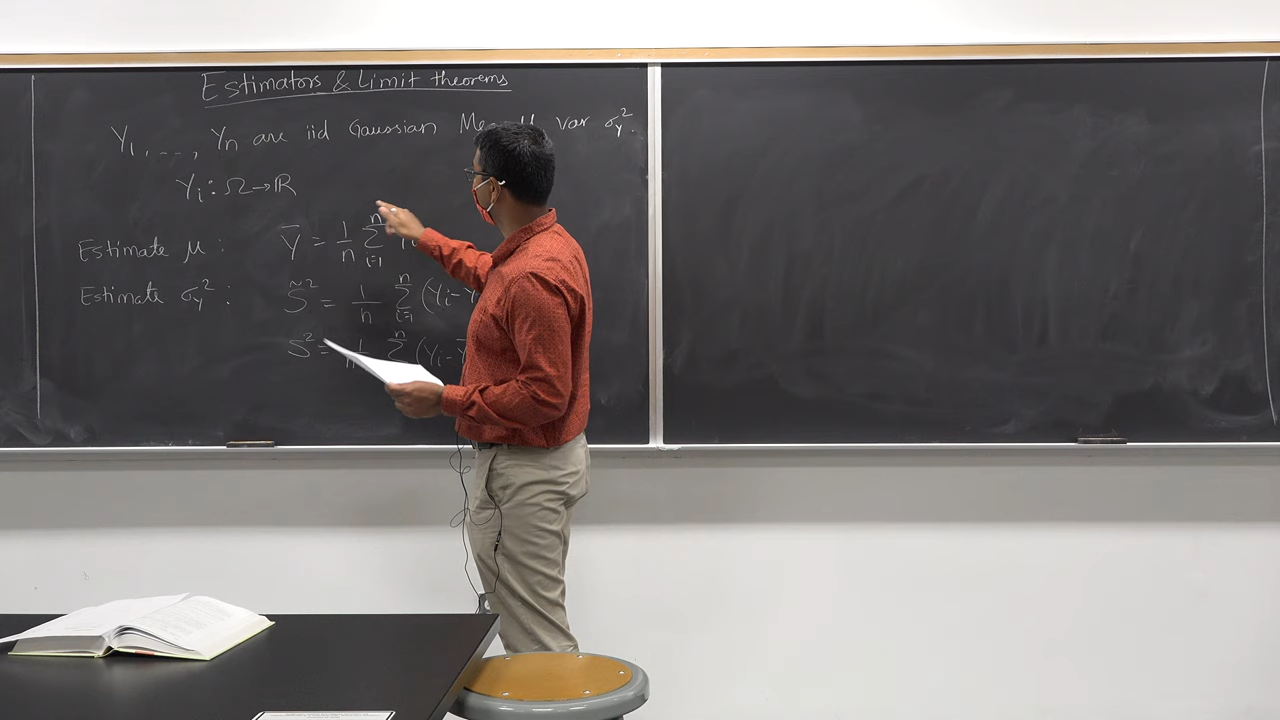 Estimators & Limit theorems
Y₁, ..., Yn are iid Gaussian Mean μ var σ_Y².
Yᵢ : Ω → ℝ
Estimate μ : Ȳ = 1/n Σᵢ₌₁ⁿ Yᵢ
Estimate σ_Y² : S̃² = 1/n Σᵢ₌₁ⁿ (Yᵢ - Y
S² = 1/n Σ ⁿ (Yᵢ - Ȳ